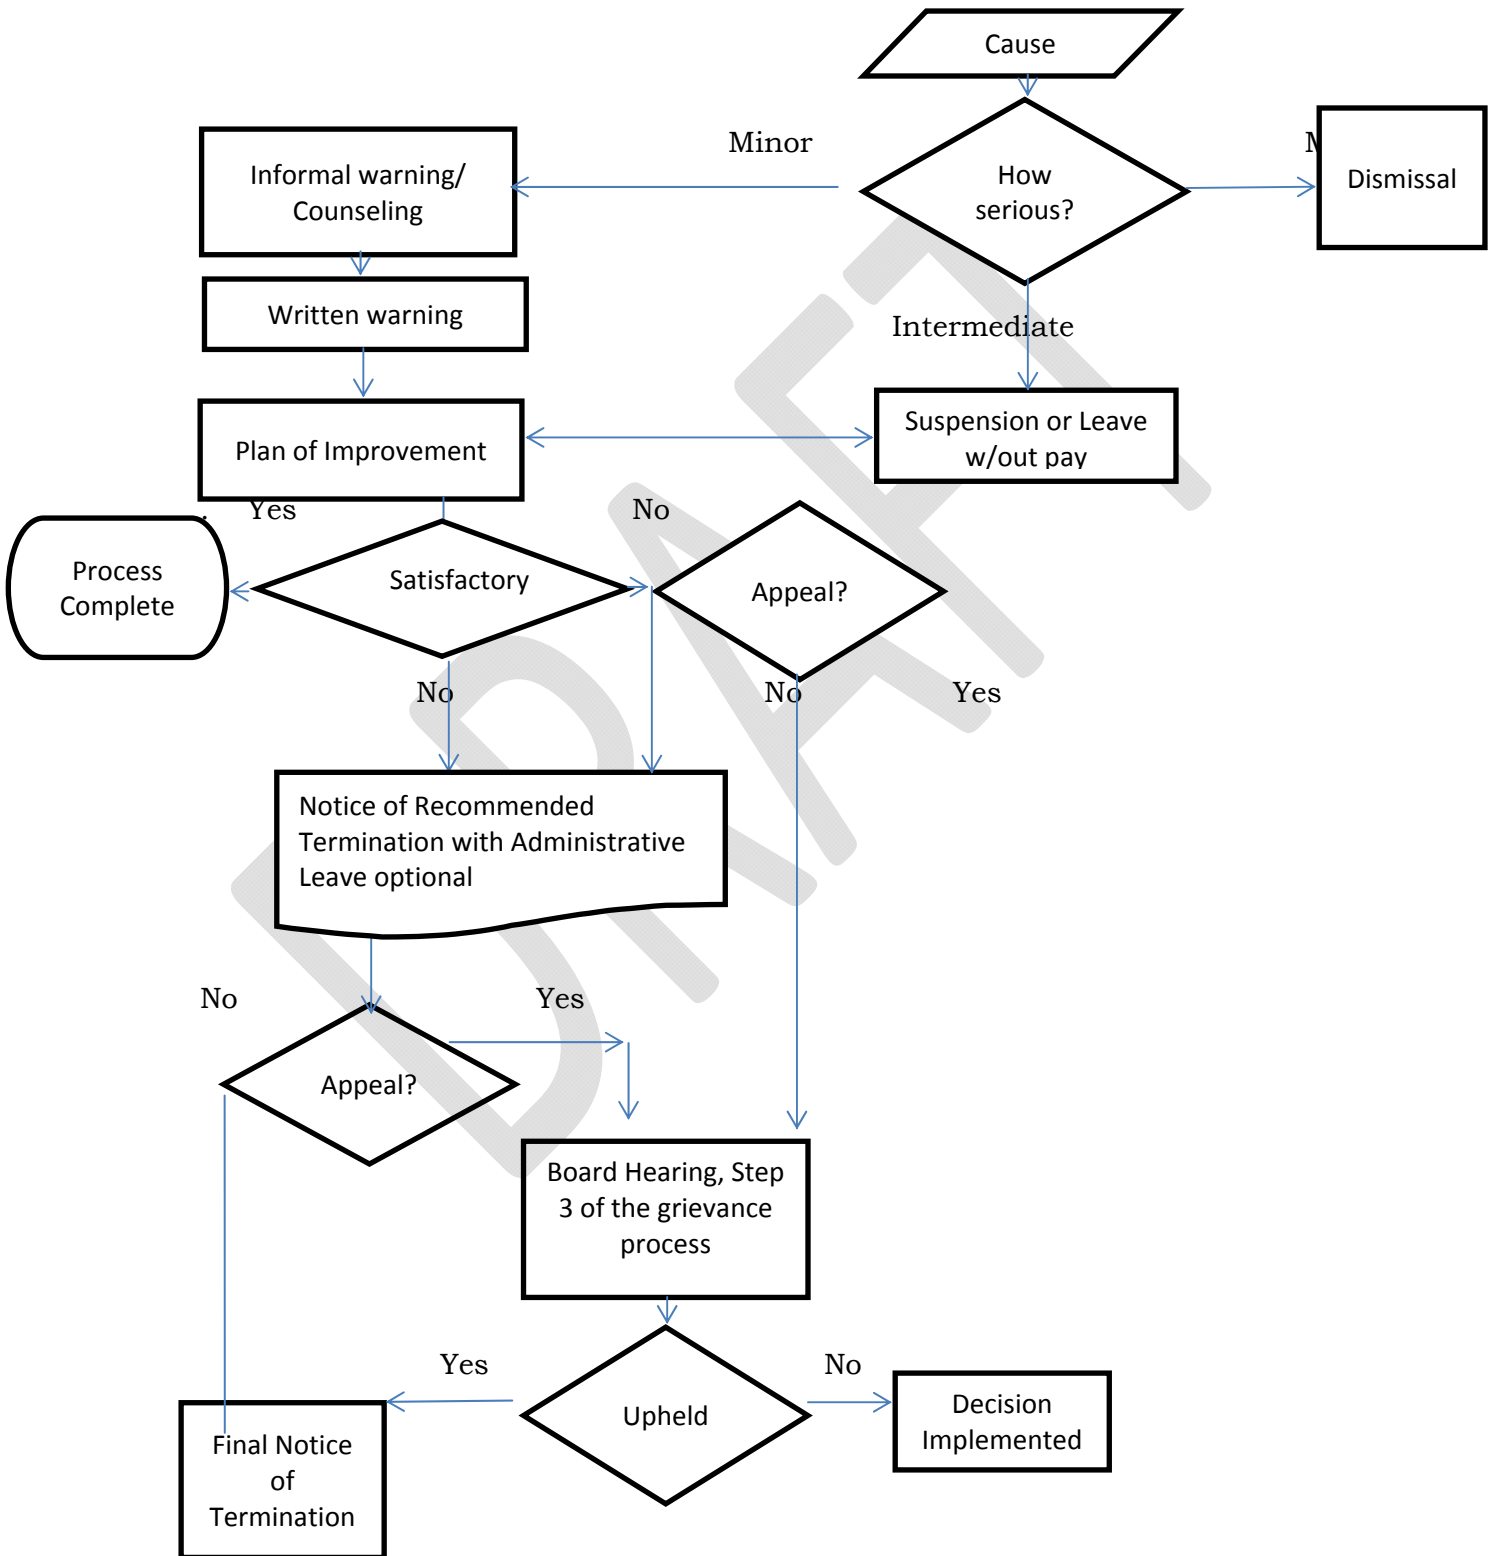 Cause
Minor
How
serious?
Dismissal
Informal warning/
Counseling
Written warning
Intermediate
Suspension or Leave
w/out pay
Plan of Improvement
Yes
No
Process
Complete
Satisfactory
Appeal?
No
No
Yes
Notice of Recommended
Termination with Administrative
Leave optional
No
Yes
Appeal?
Board Hearing, Step
3 of the grievance
process
Yes
No
Upheld
Decision
Implemented
Final Notice
of
Termination
DRAFT